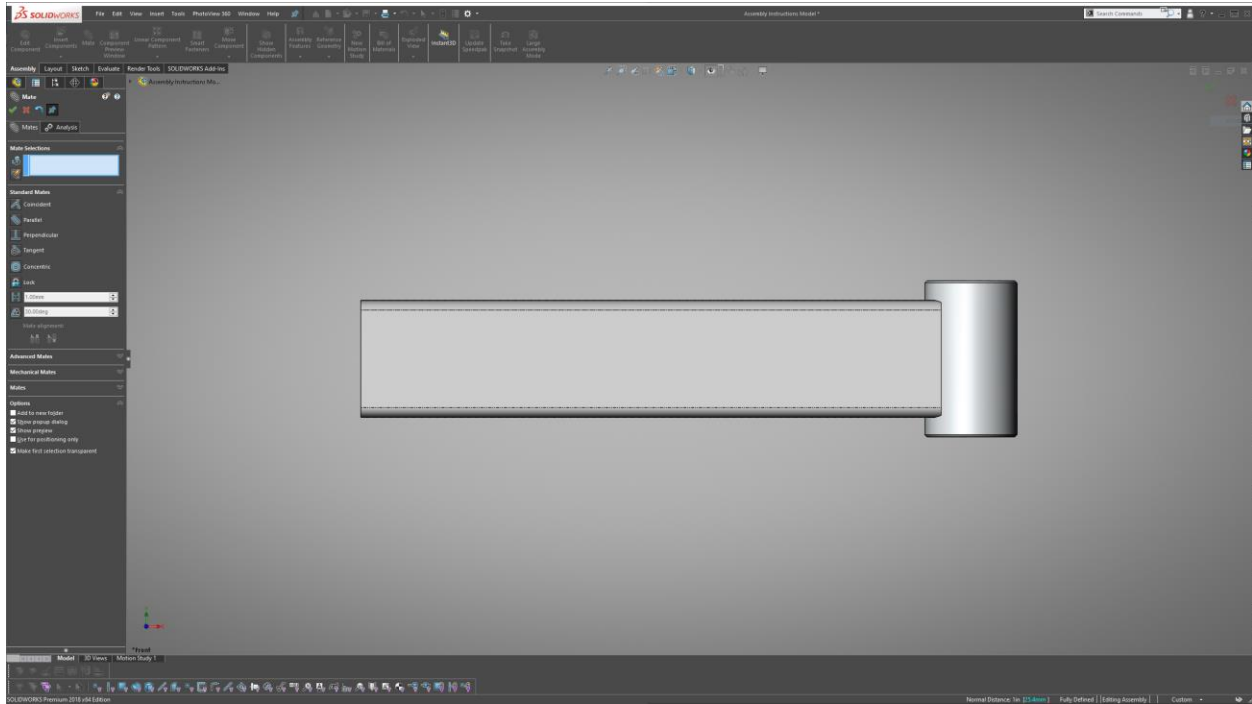 SOLIDWORKS File Edit View Insert Tools PhotoView 360 Window Help
Assembly Instructions Model *
Search Commands
Edit Component
Insert Components
Mate
Component Preview Window
Linear Component Pattern
Smart Fasteners
Move Component
Show Hidden Components
Assembly Features
Reference Geometry
New Motion Study
Bill of Materials
Exploded View
Instant3D
Update Speedpak
Take Snapshot
Large Assembly Mode
Assembly Layout Sketch Evaluate Render Tools SOLIDWORKS Add-Ins
Assembly Instructions Mo...
Mate
Mates Analysis
Mate Selections
Standard Mates
Coincident
Parallel
Perpendicular
Tangent
Concentric
Lock
1.00mm
30.00deg
Mate alignment:
Advanced Mates
Mechanical Mates
Mates
Options
Add to new folder
Show popup dialog
Show preview
Use for positioning only
Make first selection transparent
*Front
Model 3D Views Motion Study 1
SOLIDWORKS Premium 2018 x64 Edition
Normal Distance: 1in [25.4mm] Fully Defined Editing Assembly Custom